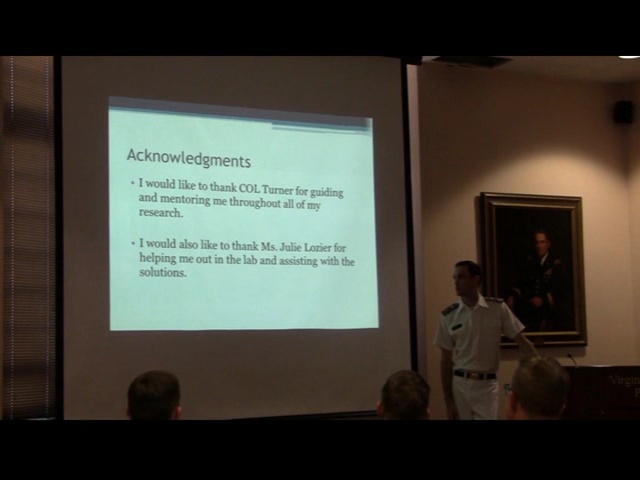 Acknowledgments
• I would like to thank COL Turner for guiding
and mentoring me throughout all of my
research.
• I would also like to thank Ms. Julie Lozier for
helping me out in the lab and assisting with the
solutions.